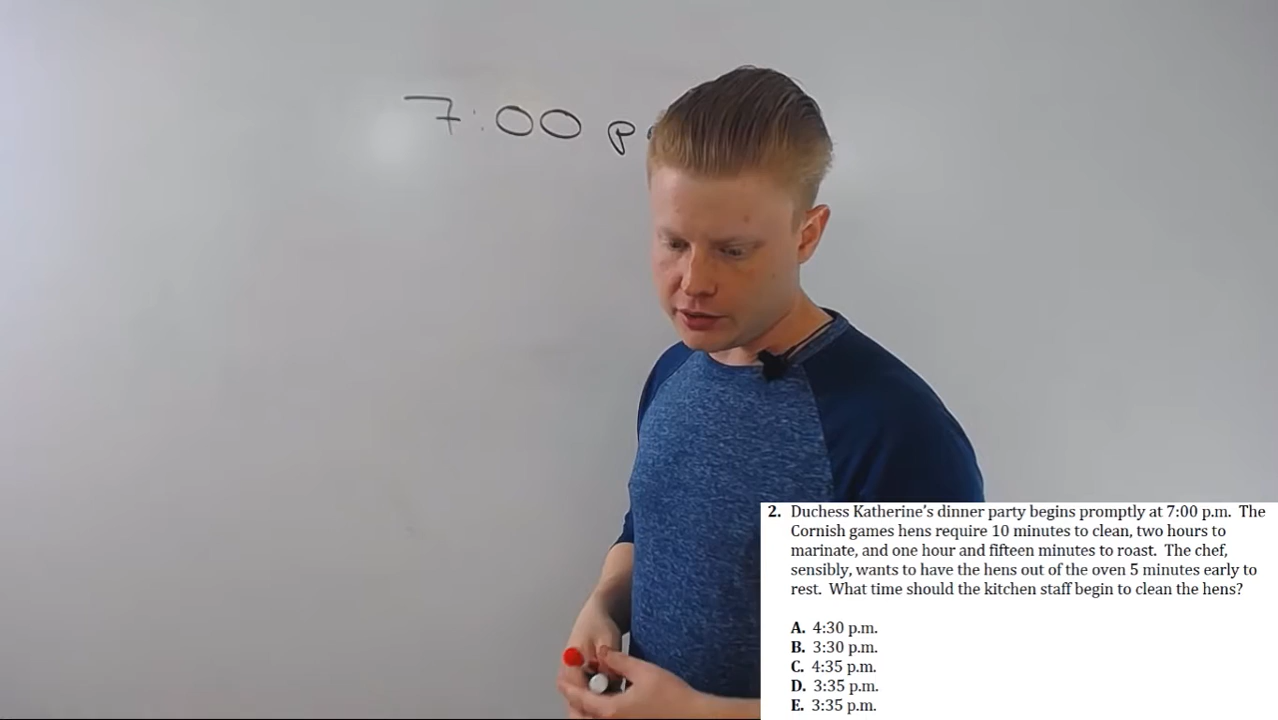 7:00 p
2. Duchess Katherine's dinner party begins promptly at 7:00 p.m. The
Cornish games hens require 10 minutes to clean, two hours to
marinate, and one hour and fifteen minutes to roast. The chef,
sensibly, wants to have the hens out of the oven 5 minutes early to
rest. What time should the kitchen staff begin to clean the hens?
A. 4:30 p.m.
B. 3:30 p.m.
C. 4:35 p.m.
D. 3:35 p.m.
E. 3:35 p.m.